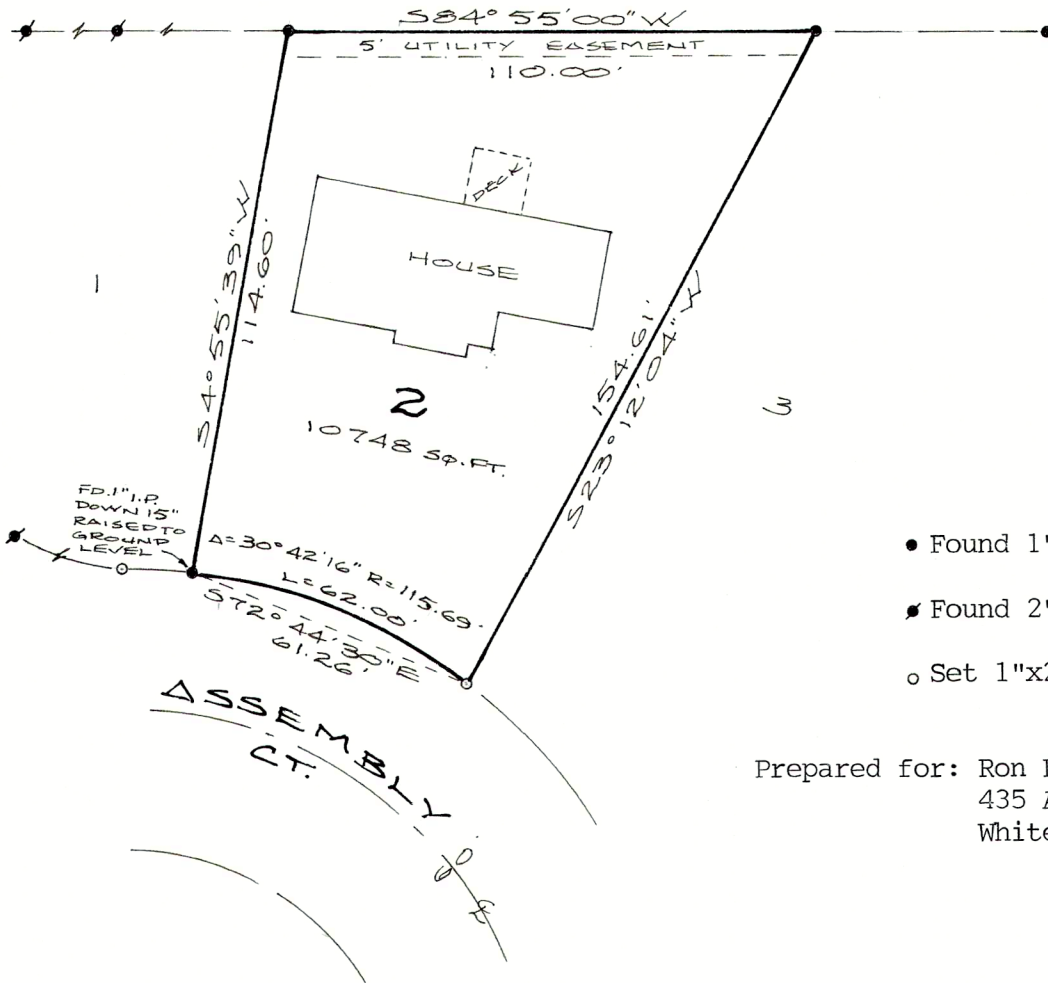 S84° 55' 00" W
5' UTILITY EASEMENT
110.00'
DECK
HOUSE
S4° 55' 39" W
114.60'
1
154.61'
S23° 12' 04" W
2
10748 SQ.FT.
3
FD.1" I.P.
DOWN 15"
RAISED TO
GROUND
LEVEL
Δ=30° 42' 16" R=115.69'
L=62.00'
S72° 44' 30" E
61.26'
ASSEMBLY
CT.
60'
Found 1"
Found 2"
Set 1"x2
Prepared for: Ron
435
White